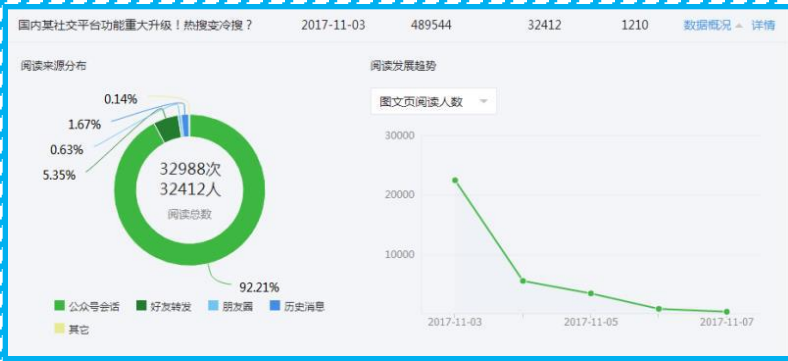 国内某社交平台功能重大升级！热搜变冷搜？ 2017-11-03 489544 32412 1210 数据概况 详情
阅读来源分布
阅读发展趋势
图文页阅读人数
0.14%
1.67%
0.63%
5.35%
92.21%
32988次
32412人
阅读总数
公众号会话 好友转发 朋友圈 历史消息
其它
30000
20000
10000
2017-11-03 2017-11-05 2017-11-07